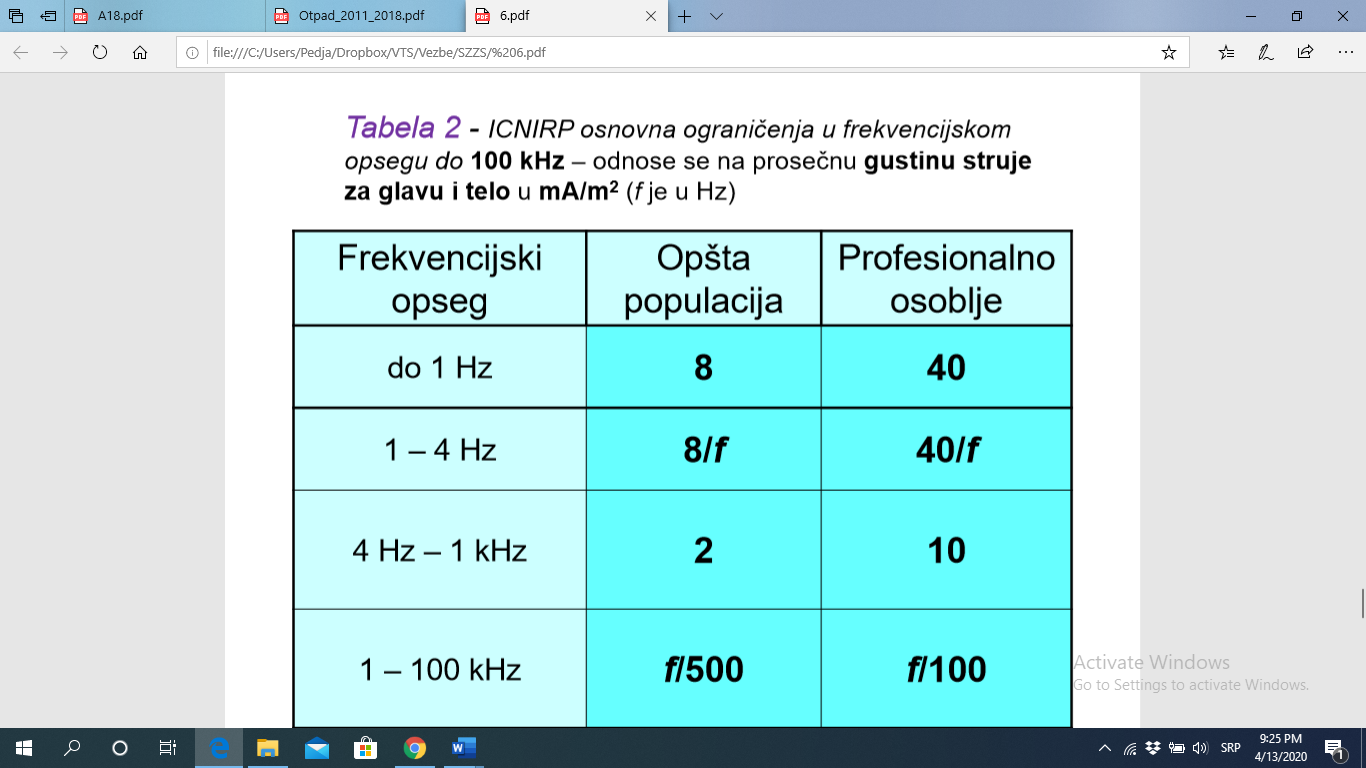 A18.pdf
Otpad_2011_2018.pdf
6.pdf
file:///C:/Users/Pedja/Dropbox/VTS/Vezbe/SZZS/%206.pdf
Tabela 2 - ICNIRP osnovna ograničenja u frekvencijskom
opsegu do 100 kHz – odnose se na prosečnu gustinu struje
za glavu i telo u mA/m² (f je u Hz)
Frekvencijski opseg
Opšta populacija
Profesionalno osoblje
do 1 Hz
8
40
1 – 4 Hz
8/f
40/f
4 Hz – 1 kHz
2
10
1 – 100 kHz
f/500
f/100
Activate Windows
Go to Settings to activate Windows.
SRP
9:25 PM
4/13/2020
1